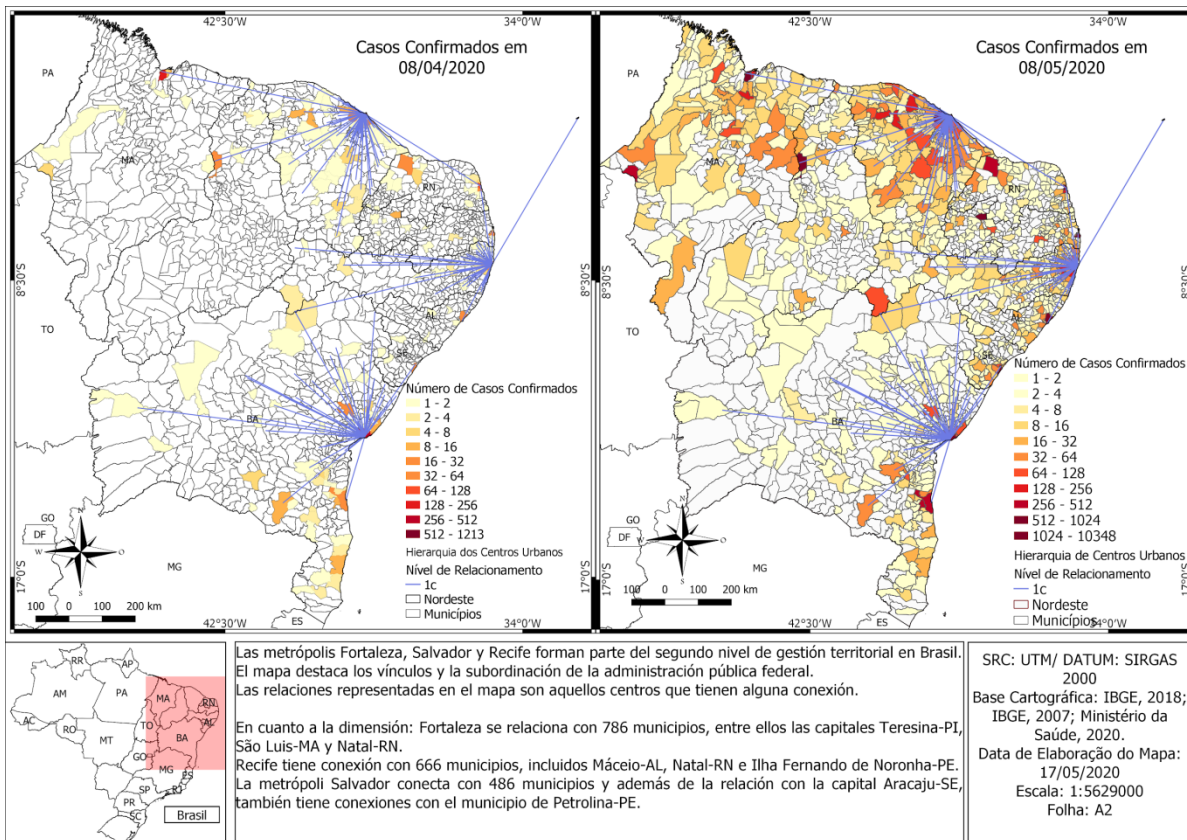 42°30'S
34°0'O
42°30'S
34°0'O
Casos Confirmados em
08/04/2020
Casos Confirmados em
08/05/2020
PA
MA
RN
8°30'S
TO
AL
SE
BA
GO
DF
MG
ES
17°0'S
PA
MA
RN
8°30'S
8°30'S
TO
AL
SE
BA
GO
DF
MG
ES
17°0'S
17°0'S
Número de Casos Confirmados
1 - 2
2 - 4
4 - 8
8 - 16
16 - 32
32 - 64
64 - 128
128 - 256
256 - 512
512 - 1213
Hierarquia dos Centros Urbanos
Nível de Relacionamento
1c
Nordeste
Municípios
Número de Casos Confirmados
1 - 2
2 - 4
4 - 8
8 - 16
16 - 32
32 - 64
64 - 128
128 - 256
256 - 512
512 - 1024
1024 - 10348
Hierarquia de Centros Urbanos
Nível de Relacionamento
1c
Nordeste
Municípios
N
W
O
S
N
W
O
S
100 0 100 200 km
100 0 100 200 km
42°30'S
34°0'O
42°30'S
34°0'O
RR
AP
AM
PA
MA
RN
AL
AC
RO
TO
BA
MT
GO
MG
ES
SP
RJ
PR
SC
Brasil
Las metrópolis Fortaleza, Salvador y Recife forman parte del segundo nivel de gestión territorial en Brasil.
El mapa destaca los vínculos y la subordinación de la administración pública federal.
Las relaciones representadas en el mapa son aquellos centros que tienen alguna conexión.
En cuanto a la dimensión: Fortaleza se relaciona con 786 municipios, entre ellos las capitales Teresina-PI,
São Luis-MA y Natal-RN.
Recife tiene conexión con 666 municipios, incluidos Máceio-AL, Natal-RN e Ilha Fernando de Noronha-PE.
La metrópoli Salvador conecta con 486 municipios y además de la relación con la capital Aracaju-SE,
también tiene conexiones con el municipio de Petrolina-PE.
SRC: UTM/ DATUM: SIRGAS
2000
Base Cartográfica: IBGE, 2018;
IBGE, 2007; Ministério da
Saúde, 2020.
Data de Elaboração do Mapa:
17/05/2020
Escala: 1:5629000
Folha: A2